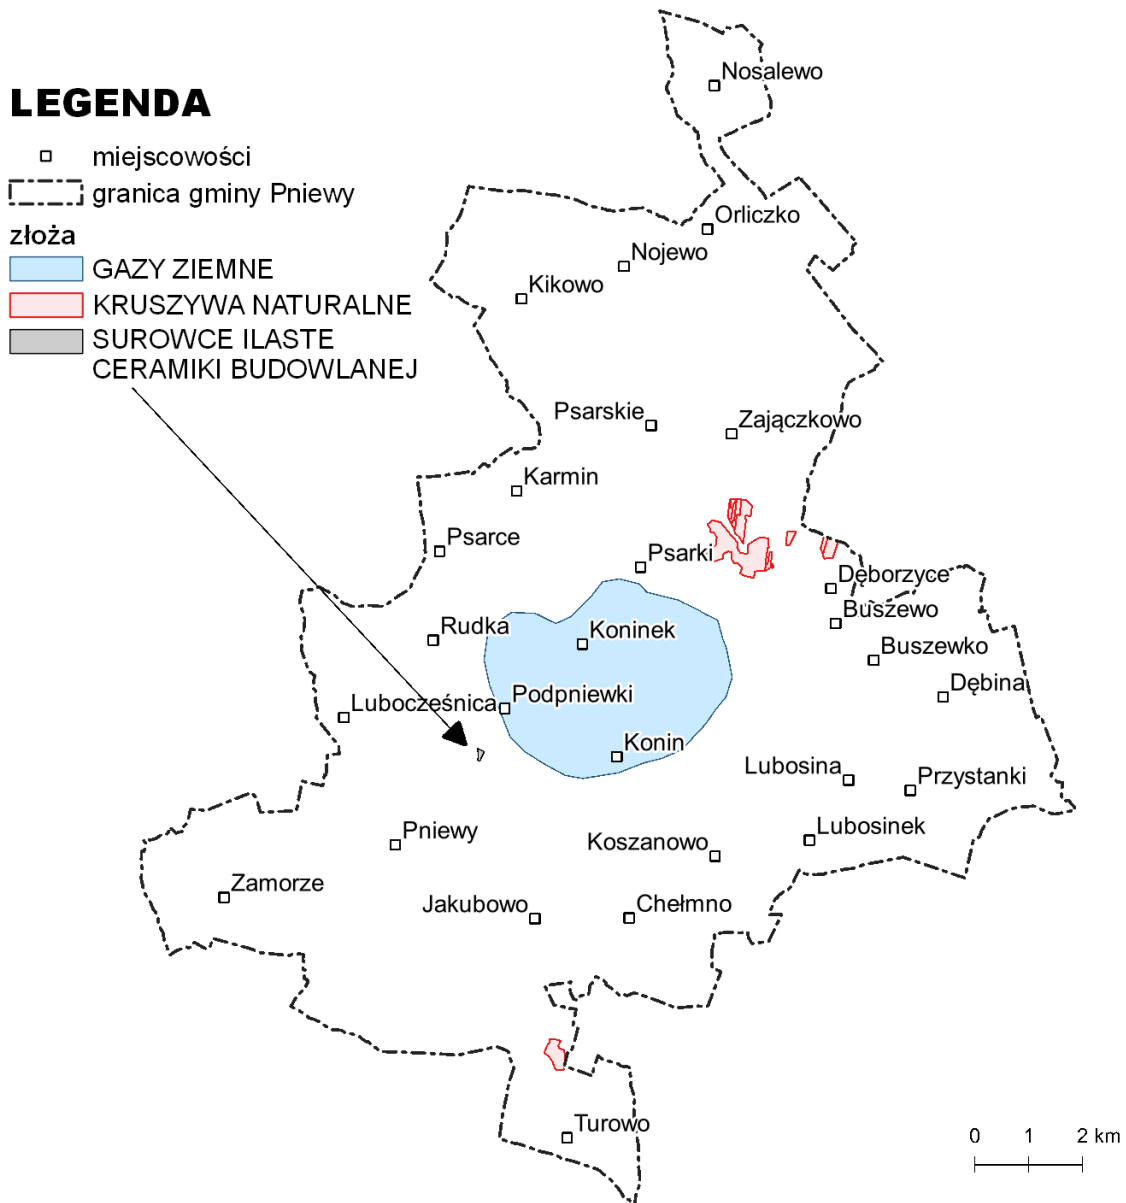 LEGENDA
miejscowości
granica gminy Pniewy
złoża
GAZY ZIEMNE
KRUSZYWA NATURALNE
SUROWCE ILASTE
CERAMIKI BUDOWLANEJ
Nosalewo
Orliczko
Nojewo
Kikowo
Psarskie
Zajączkowo
Karmin
Psarce
Psarki
Dęborzyce
Buszewo
Rudka
Koninek
Buszewko
Dębina
Lubocześnica
Podpniewki
Konin
Lubosina
Przystanki
Pniewy
Koszanowo
Lubosinek
Zamorze
Jakubowo
Chełmno
Turowo
0 1 2 km